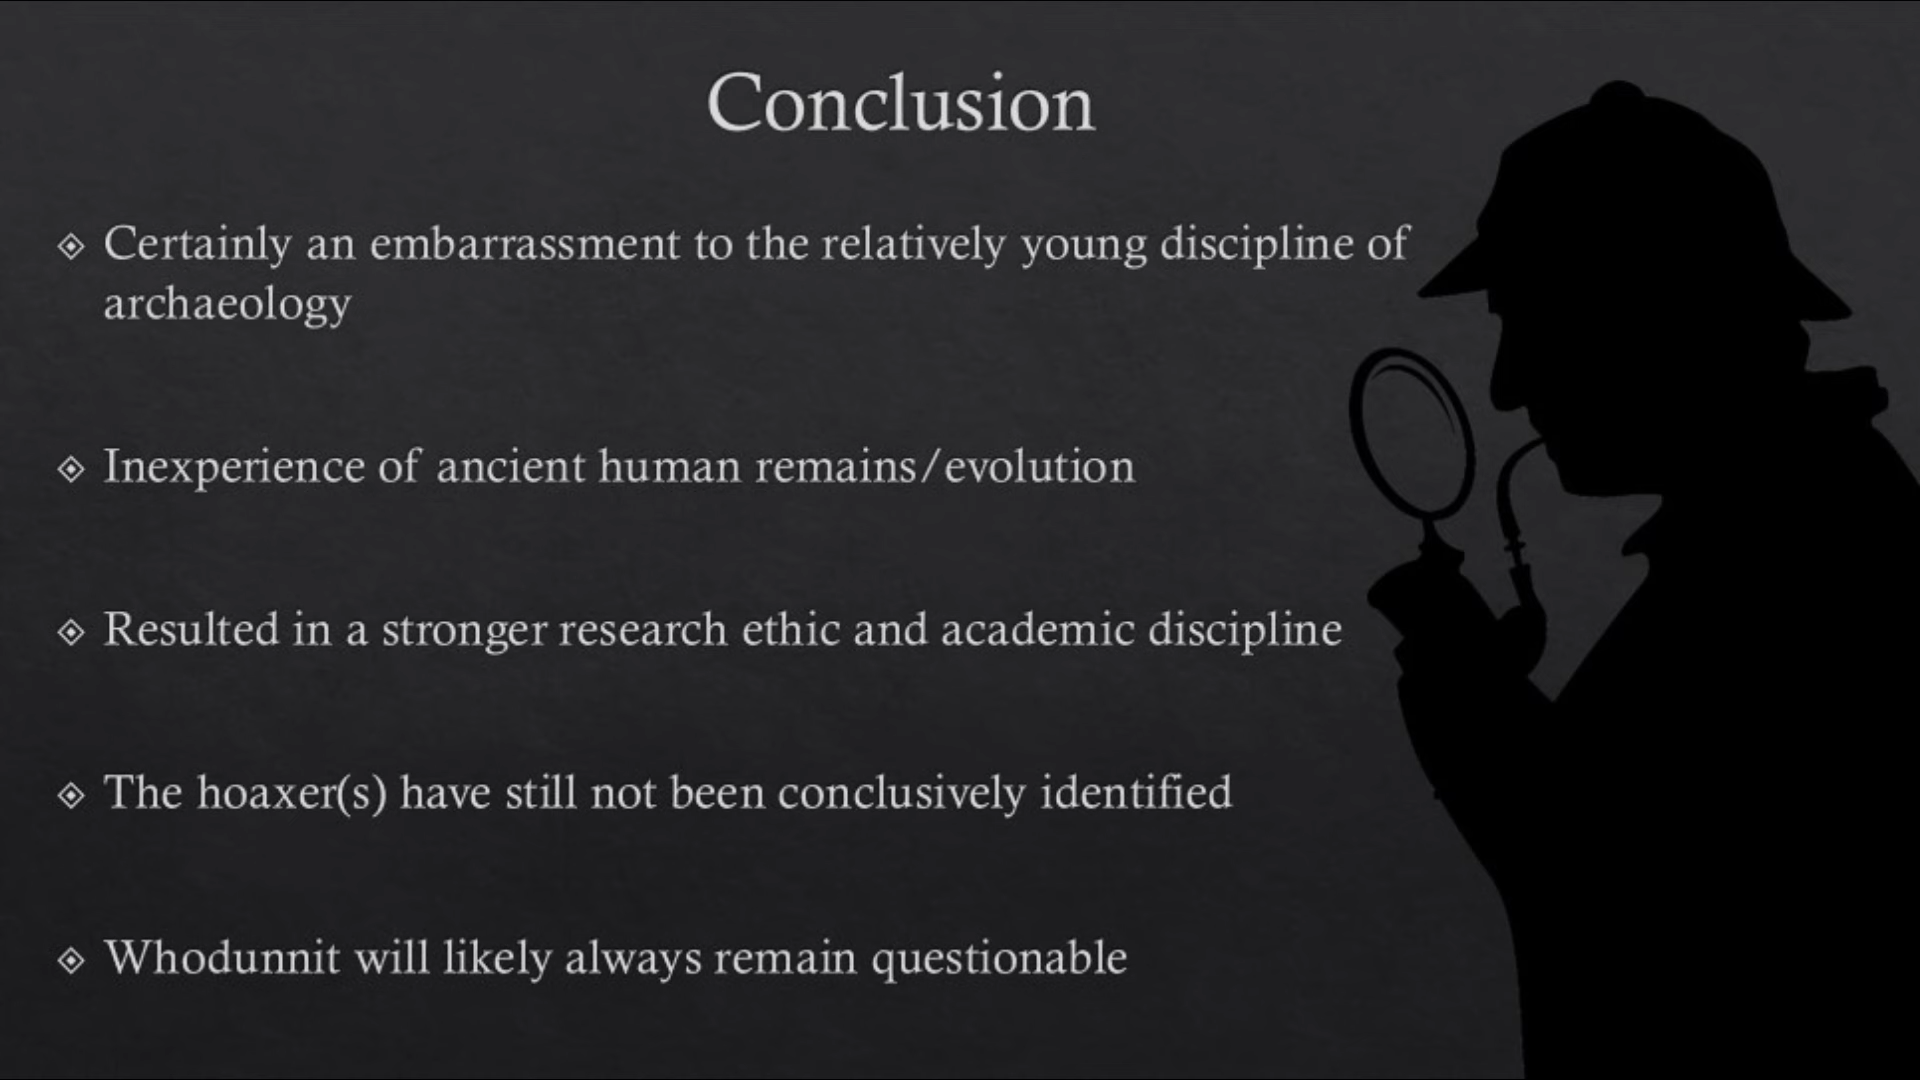 Conclusion
Certainly an embarrassment to the relatively young discipline of
archaeology
Inexperience of ancient human remains/evolution
Resulted in a stronger research ethic and academic discipline
The hoaxer(s) have still not been conclusively identified
Whodunnit will likely always remain questionable